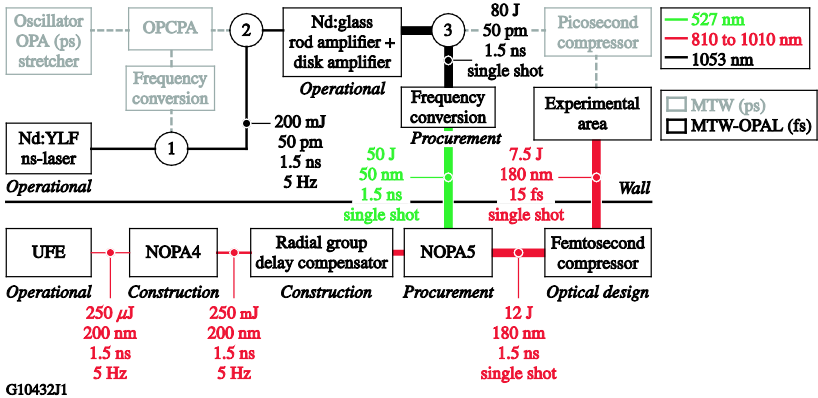 Oscillator
OPA (ps)
stretcher
OPCPA
2
Nd:glass
rod amplifier +
disk amplifier
Operational
3
80 J
50 pm
1.5 ns
single shot
Picosecond
compressor
527 nm
810 to 1010 nm
1053 nm
MTW (ps)
MTW-OPAL (fs)
Frequency
conversion
Nd:YLF
ns-laser
Operational
1
200 mJ
50 pm
1.5 ns
5 Hz
Frequency
conversion
Procurement
Experimental
area
50 J
50 nm
1.5 ns
single shot
7.5 J
180 nm
15 fs
single shot
Wall
UFE
Operational
NOPA4
Construction
Radial group
delay compensator
Construction
NOPA5
Procurement
Femtosecond
compressor
Optical design
250 μJ
200 nm
1.5 ns
5 Hz
250 mJ
200 nm
1.5 ns
5 Hz
12 J
180 nm
1.5 ns
single shot
G10432J1